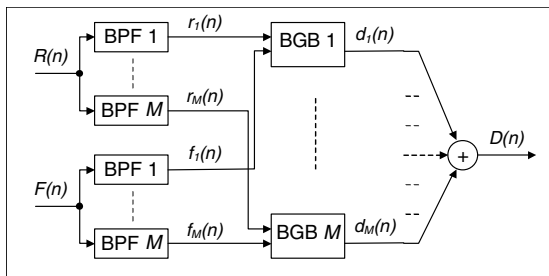 R(n)
BPF 1
r1(n)
BGB 1
d1(n)
BPF M
rM(n)
D(n)
+
F(n)
BPF 1
f1(n)
BPF M
fM(n)
BGB M
dM(n)